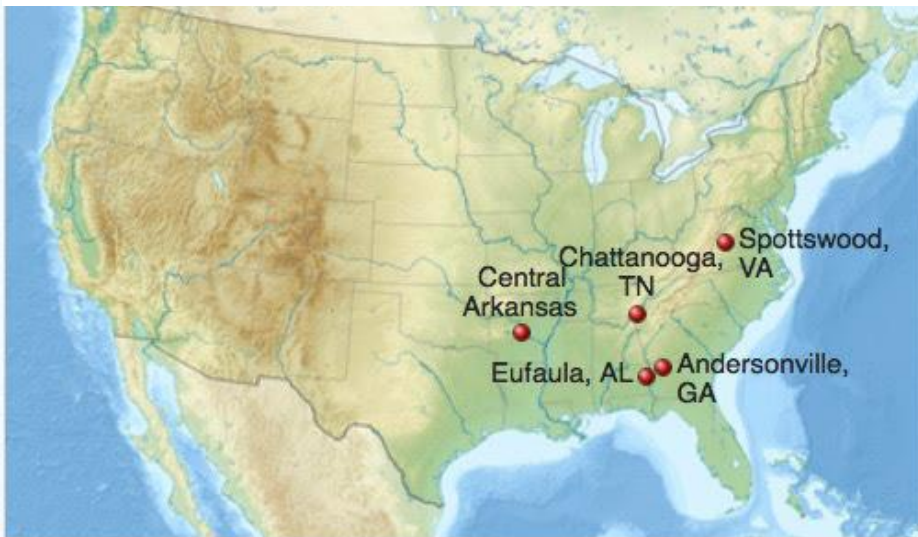 Spottswood,
VA
Chattanooga,
TN
Central
Arkansas
Eufaula, AL
Andersonville,
GA